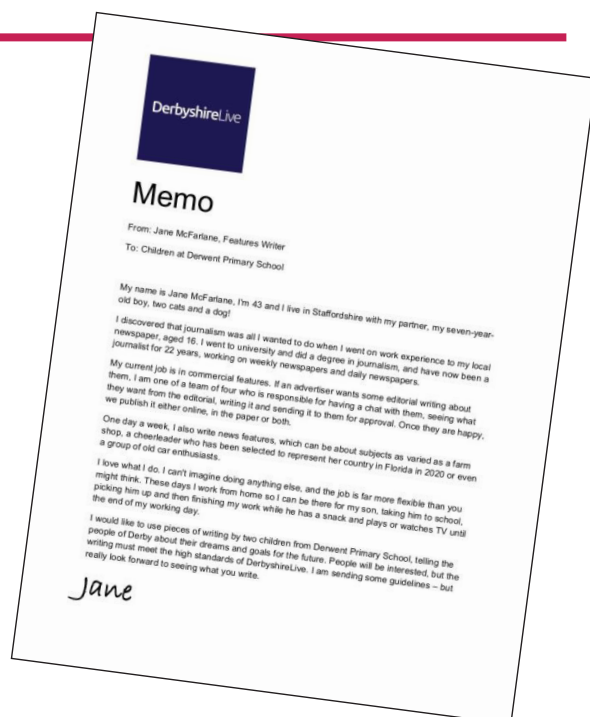 DerbyshireLive
Memo
From: Jane McFarlane, Features Writer
To: Children at Derwent Primary School
My name is Jane McFarlane, I'm 43 and I live in Staffordshire with my partner, my seven-year-
old boy, two cats and a dog!
I discovered that journalism was all I wanted to do when I went on work experience to my local
newspaper, aged 16. I went to university and did a degree in journalism, and have now been a
journalist for 22 years, working on weekly newspapers and daily newspapers.
My current job is in commercial features. If an advertiser wants some editorial writing about
them, I am one of a team of four who is responsible for having a chat with them, seeing what
they want from the editorial, writing it and sending it to them for approval. Once they are happy,
we publish it either online, in the paper or both.
One day a week, I also write news features, which can be about subjects as varied as a farm
shop, a cheerleader who has been selected to represent her country in Florida in 2020 or even
a group of old car enthusiasts.
I love what I do. I can't imagine doing anything else, and the job is far more flexible than you
might think. These days I work from home so I can be there for my son, taking him to school,
picking him up and then finishing my work while he has a snack and plays or watches TV until
the end of my working day.
I would like to use pieces of writing by two children from Derwent Primary School, telling the
people of Derby about their dreams and goals for the future. People will be interested, but the
writing must meet the high standards of DerbyshireLive. I am sending some guidelines – but
really look forward to seeing what you write.
Jane